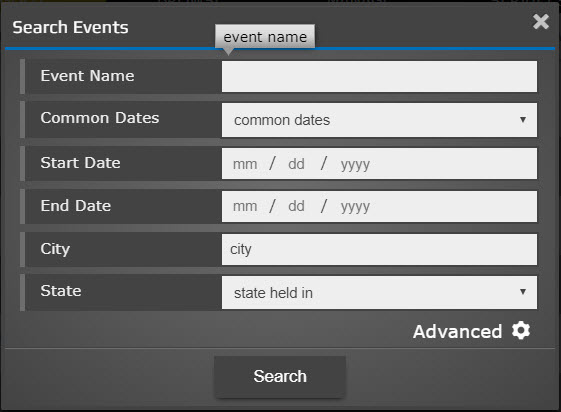 Search Events
event name
Event Name
Common Dates common dates
Start Date mm / dd / yyyy
End Date mm / dd / yyyy
City city
State state held in
Advanced
Search